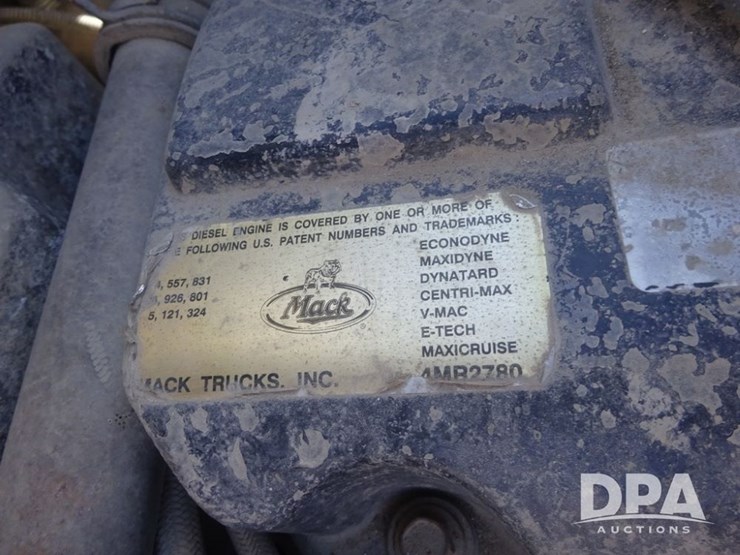 DIESEL ENGINE IS COVERED BY ONE OR MORE OF
FOLLOWING U.S. PATENT NUMBERS AND TRADEMARKS :
4, 557, 831
926, 801
5, 121, 324
Mack
ECONODYNE
MAXIDYNE
DYNATARD
CENTRI-MAX
V-MAC
E-TECH
MAXICRUISE
MACK TRUCKS. INC.
4MR2780
DPA
AUCTIONS